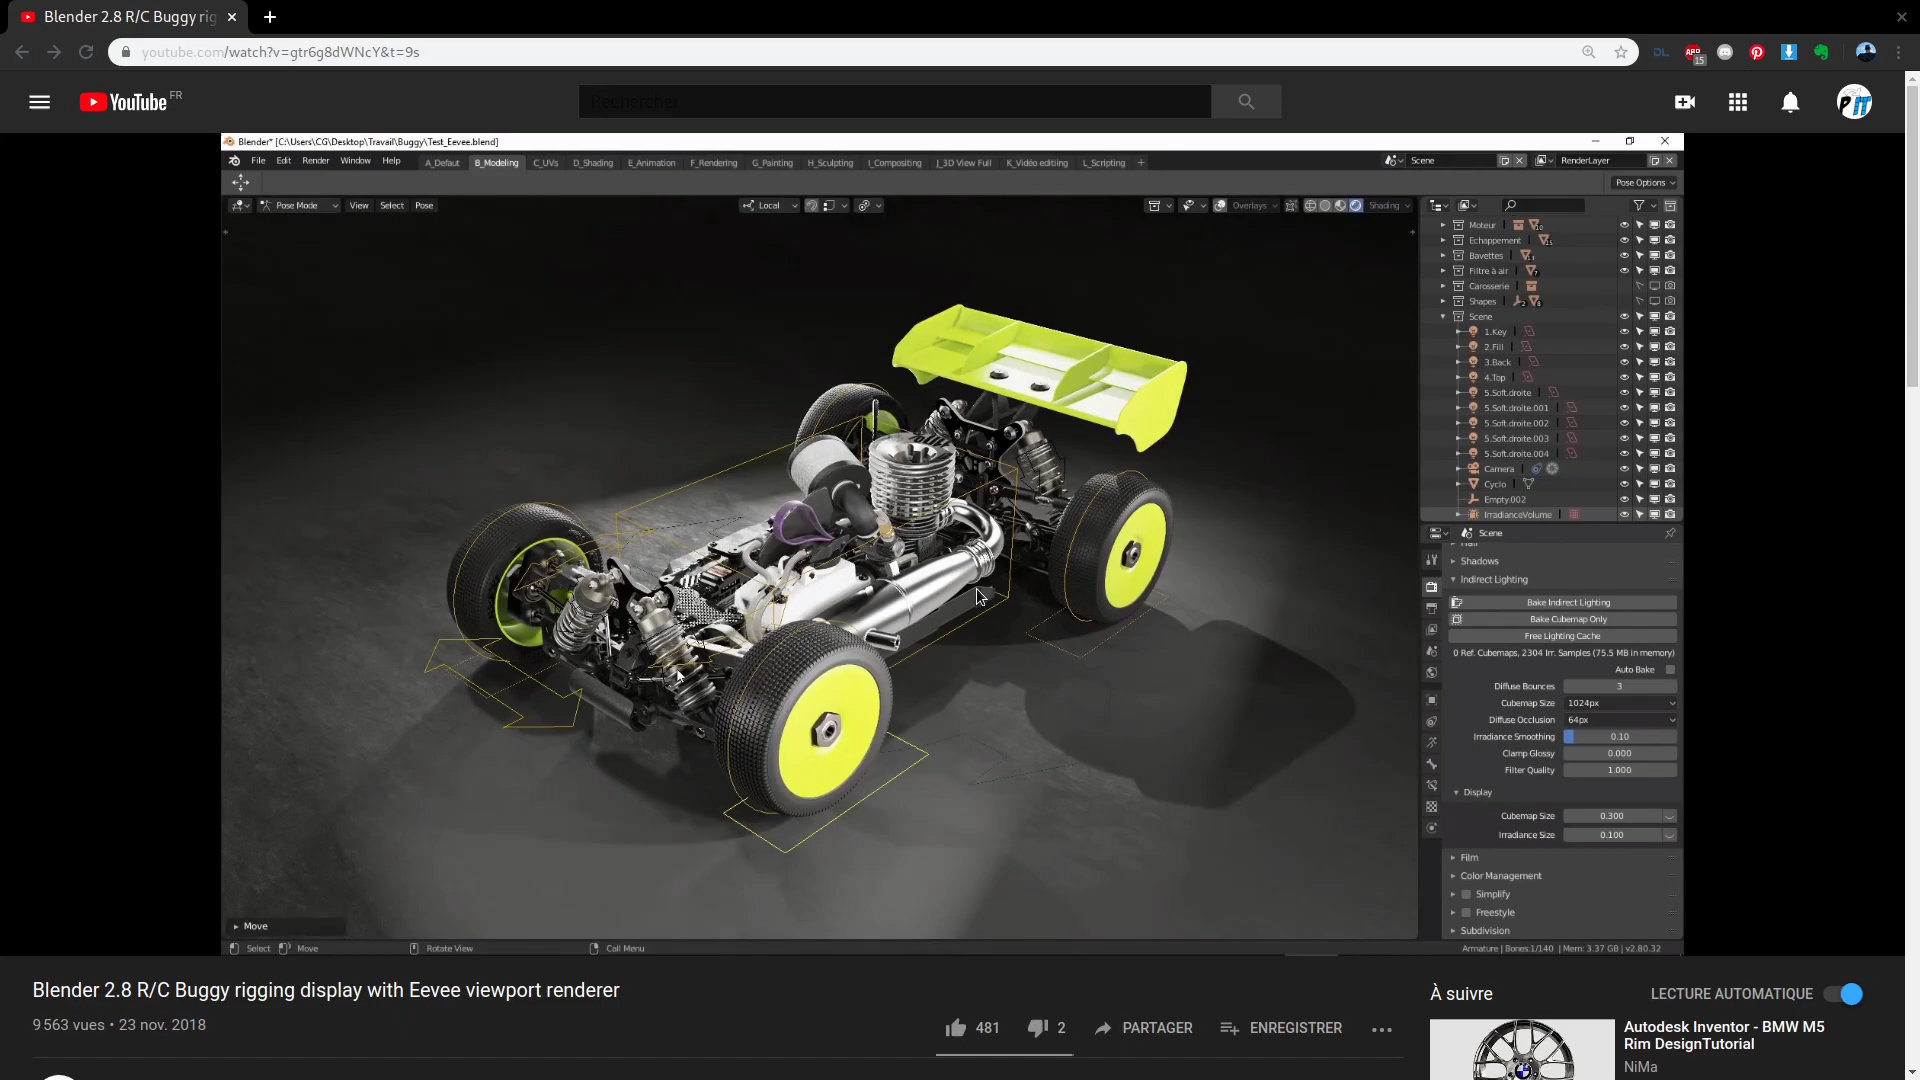 Blender 2.8 R/C Buggy rig
youtube.com/watch?v=gtr6g8dWNcY&t=9s
DL
ABP
15
YouTube FR
Rechercher
Blender* [C:\Users\CG\Desktop\Travail\Buggy\Test_Eevee.blend]
File Edit Render Window Help A_Defaut B_Modeling C_UVs D_Shading E_Animation F_Rendering G_Painting H_Sculpting I_Compositing J_3D View Full K_Vidéo editing L_Scripting + Scene RenderLayer
Pose Options
Pose Mode View Select Pose Local Overlays Shading
Moteur
Echappement
Bavettes
Filtre à air
Carosserie
Shapes
Scene
1.Key
2.Fill
3.Back
4.Top
5.Soft.droite
5.Soft.droite.001
5.Soft.droite.002
5.Soft.droite.003
5.Soft.droite.004
Camera
Cyclo
Empty.002
IrradianceVolume
Scene
Shadows
Indirect Lighting
Bake Indirect Lighting
Bake Cubemap Only
Free Lighting Cache
0 Ref. Cubemaps, 2304 Irr. Samples (75.5 MB in memory)
Auto Bake
Diffuse Bounces 3
Cubemap Size 1024px
Diffuse Occlusion 64px
Irradiance Smoothing 0.10
Clamp Glossy 0.000
Filter Quality 1.000
Display
Cubemap Size 0.300
Irradiance Size 0.100
Film
Color Management
Simplify
Freestyle
Subdivision
Move
Select Move Rotate View Call Menu Armature | Bones:1/140 | Mem: 3.37 GB | v2.80.32
Blender 2.8 R/C Buggy rigging display with Eevee viewport renderer
9 563 vues • 23 nov. 2018
481 2 PARTAGER ENREGISTRER
À suivre LECTURE AUTOMATIQUE
Autodesk Inventor - BMW M5
Rim DesignTutorial
NiMa